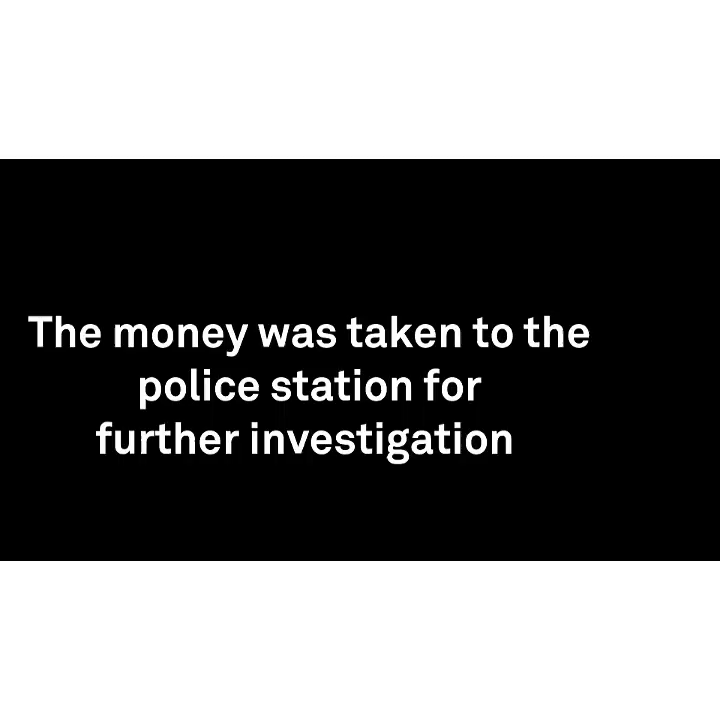 The money was taken to the
police station for
further investigation